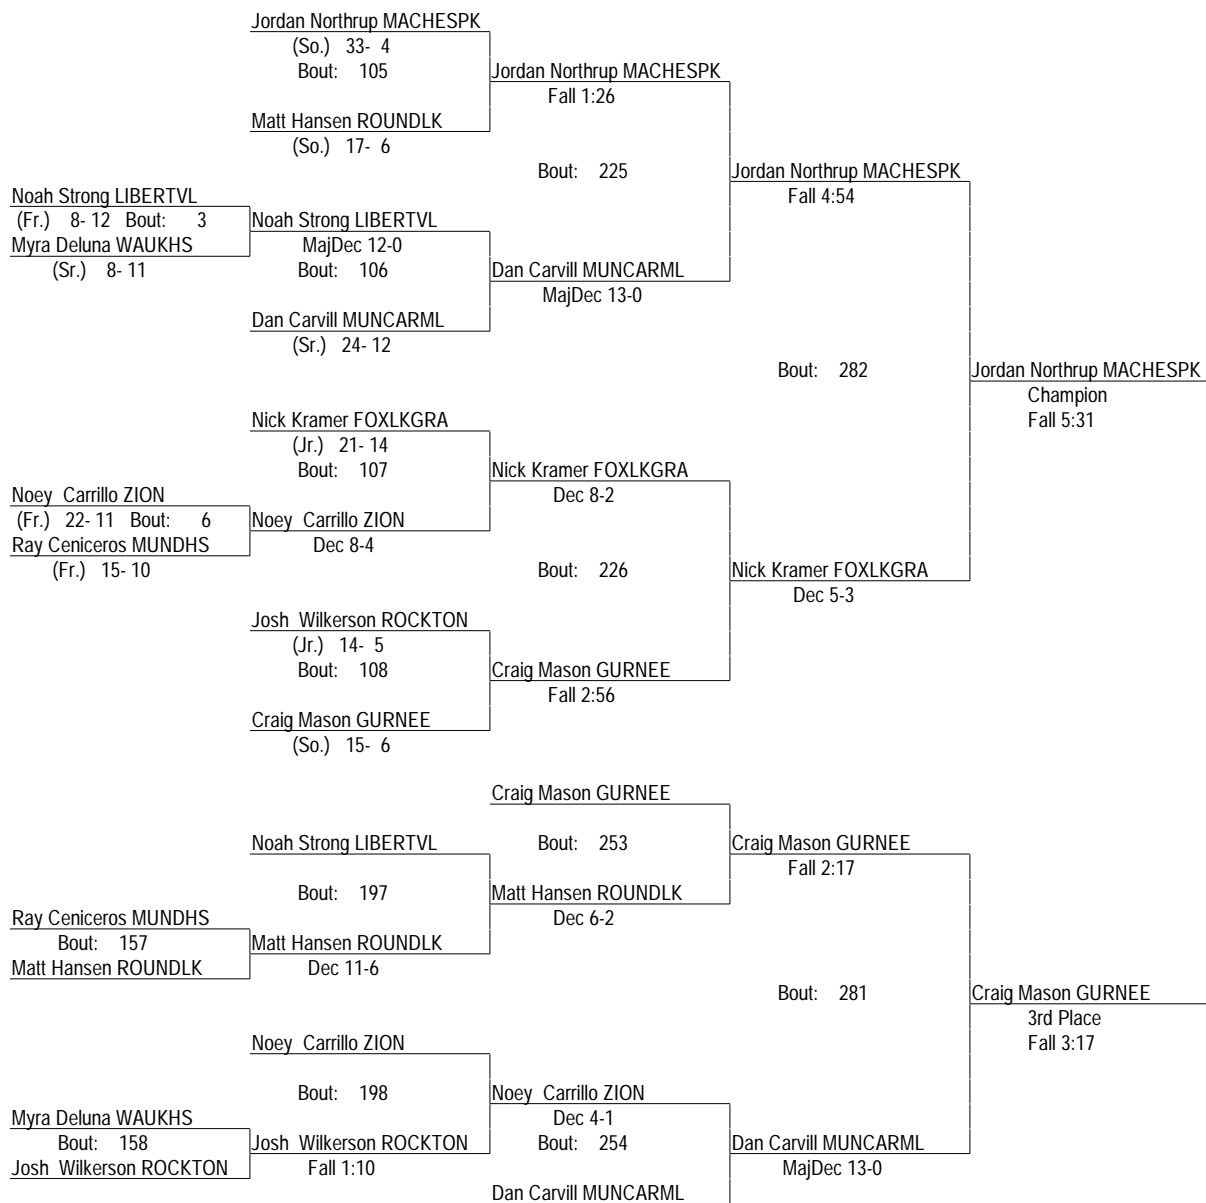 Jordan Northrup MACHESPK
(So.) 33- 4
Bout: 105
Jordan Northrup MACHESPK
Fall 1:26
Matt Hansen ROUNDLK
(So.) 17- 6
Bout: 225
Jordan Northrup MACHESPK
Fall 4:54
Noah Strong LIBERTVL
(Fr.) 8- 12 Bout: 3
Myra Deluna WAUKHS
(Sr.) 8- 11
Noah Strong LIBERTVL
MajDec 12-0
Bout: 106
Dan Carvill MUNCARML
MajDec 13-0
Dan Carvill MUNCARML
(Sr.) 24- 12
Bout: 282
Jordan Northrup MACHESPK
Champion
Fall 5:31
Nick Kramer FOXLKGRA
(Jr.) 21- 14
Bout: 107
Nick Kramer FOXLKGRA
Dec 8-2
Noey Carrillo ZION
(Fr.) 22- 11 Bout: 6
Ray Ceniceros MUNDHS
(Fr.) 15- 10
Noey Carrillo ZION
Dec 8-4
Bout: 226
Nick Kramer FOXLKGRA
Dec 5-3
Josh Wilkerson ROCKTON
(Jr.) 14- 5
Bout: 108
Craig Mason GURNEE
Fall 2:56
Craig Mason GURNEE
(So.) 15- 6
Craig Mason GURNEE
Noah Strong LIBERTVL
Bout: 253
Craig Mason GURNEE
Fall 2:17
Bout: 197
Matt Hansen ROUNDLK
Dec 6-2
Ray Ceniceros MUNDHS
Bout: 157
Matt Hansen ROUNDLK
Matt Hansen ROUNDLK
Dec 11-6
Bout: 281
Craig Mason GURNEE
3rd Place
Fall 3:17
Noey Carrillo ZION
Bout: 198
Noey Carrillo ZION
Dec 4-1
Myra Deluna WAUKHS
Bout: 158
Josh Wilkerson ROCKTON
Josh Wilkerson ROCKTON
Fall 1:10
Bout: 254
Dan Carvill MUNCARML
MajDec 13-0
Dan Carvill MUNCARML